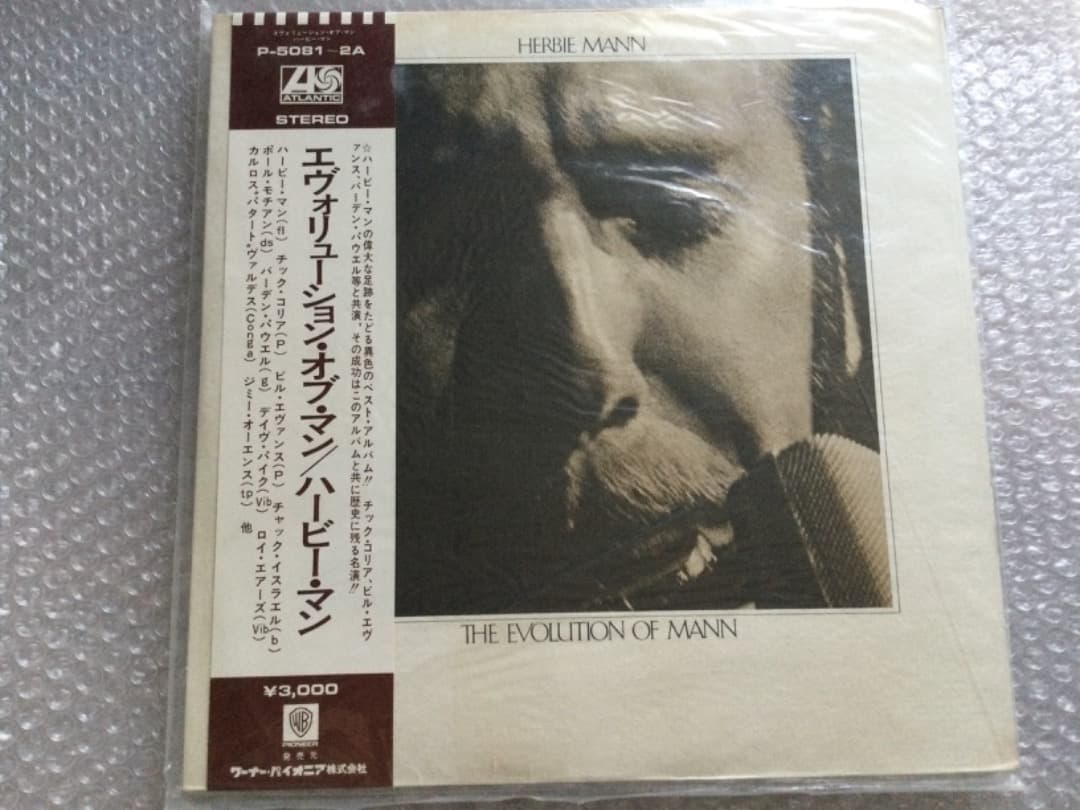 エヴォリューション・オブ・マン
ハービー・マン
P-5081~2A
ATLANTIC
STEREO
☆ハービー・マンの偉大な足跡をたどる異色のベスト・アルバム!! チック・コリア、ビル・エヴ
ァンス、バーデン・パウエル等と共演、その成功はこのアルバムと共に歴史に残る名演!!
エヴォリューション・オブ・マン/ハービー・マン
ハービー・マン(fl) チック・コリア(P) ビル・エヴァンス(P) チャック・イスラエル(b)
ポール・モチアン(ds) バーデン・パウエル(g) デイヴ・パイク(Vib) ロイ・エアーズ(Vib)
カルロス・パタート・ヴァルデス(Conga) ジミー・オーエンス(tp) 他
¥3,000
WB
PIONEER
発売元
ワーナー・パイオニア株式会社
HERBIE MANN
THE EVOLUTION OF MANN